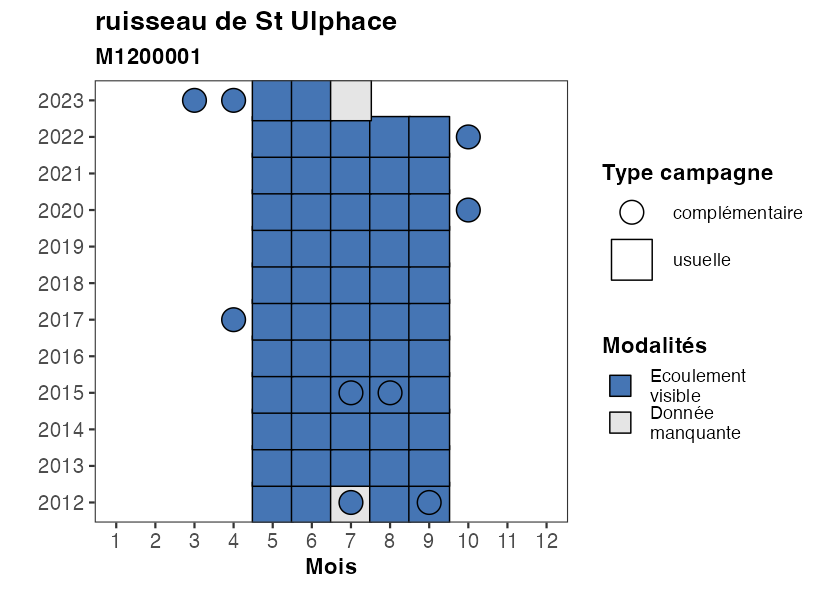 ruisseau de St Ulphace
M1200001
2023
2022
2021
2020
2019
2018
2017
2016
2015
2014
2013
2012
1 2 3 4 5 6 7 8 9 10 11 12
Mois
Type campagne
complémentaire
usuelle
Modalités
Ecoulement
visible
Donnée
manquante